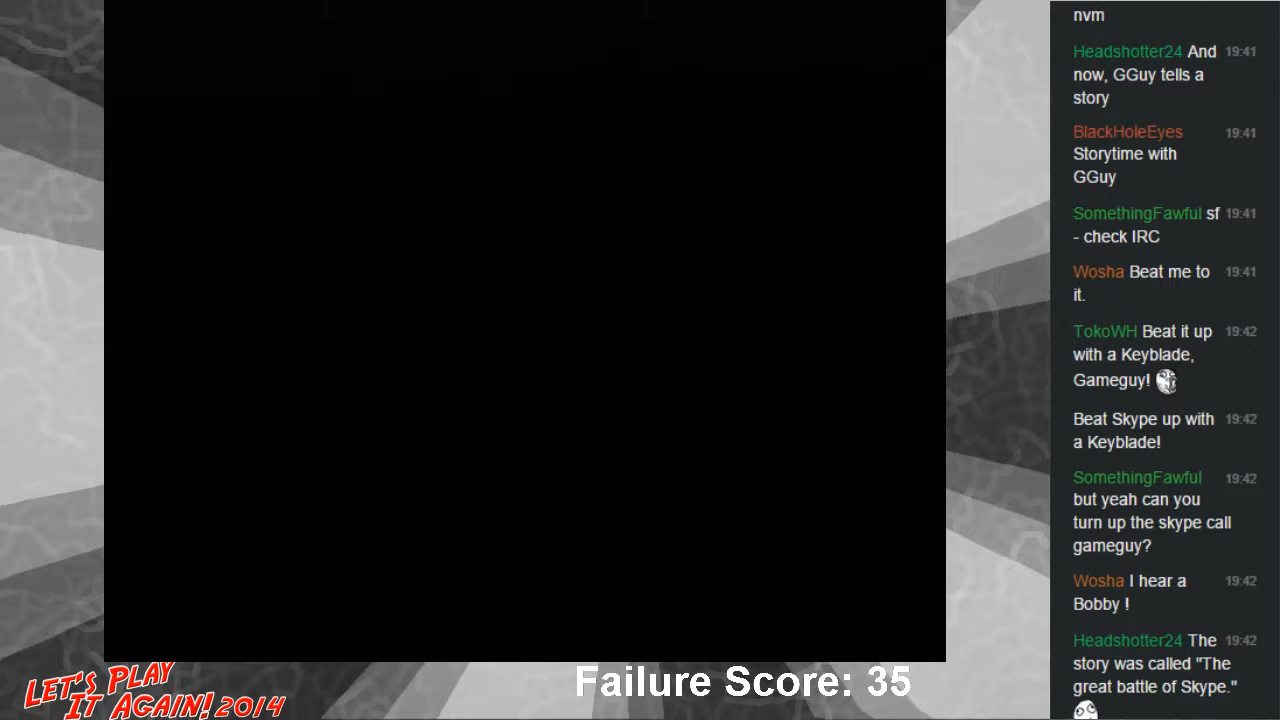 nvm
Headshotter24 And 19:41
now, GGuy tells a
story
BlackHoleEyes 19:41
Storytime with
GGuy
SomethingFawful sf 19:41
- check IRC
Wosha Beat me to 19:41
it.
TokoWH Beat it up 19:42
with a Keyblade,
Gameguy!
Beat Skype up with 19:42
a Keyblade!
SomethingFawful 19:42
but yeah can you
turn up the skype call
gameguy?
Wosha I hear a 19:42
Bobby !
Headshotter24 The 19:42
story was called "The
great battle of Skype."
LET'S PLAY
IT AGAIN! 2014
Failure Score: 35